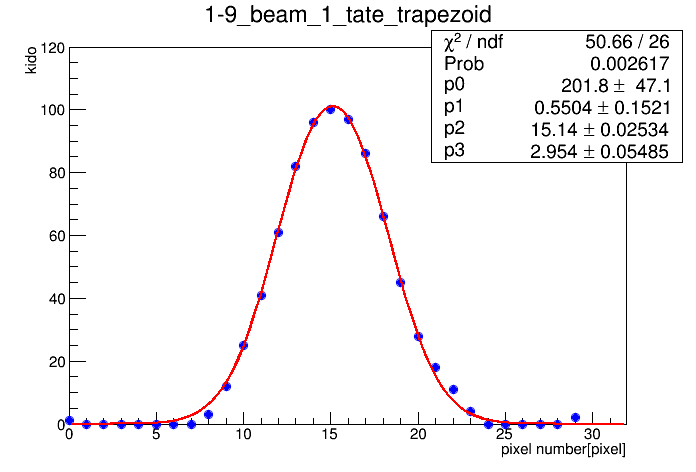 1-9_beam_1_tate_trapezoid
χ² / ndf 50.66 / 26
Prob 0.002617
p0 201.8 ± 47.1
p1 0.5504 ± 0.1521
p2 15.14 ± 0.02534
p3 2.954 ± 0.05485
kido
120
100
80
60
40
20
0
0 5 10 15 20 25 30
pixel number[pixel]